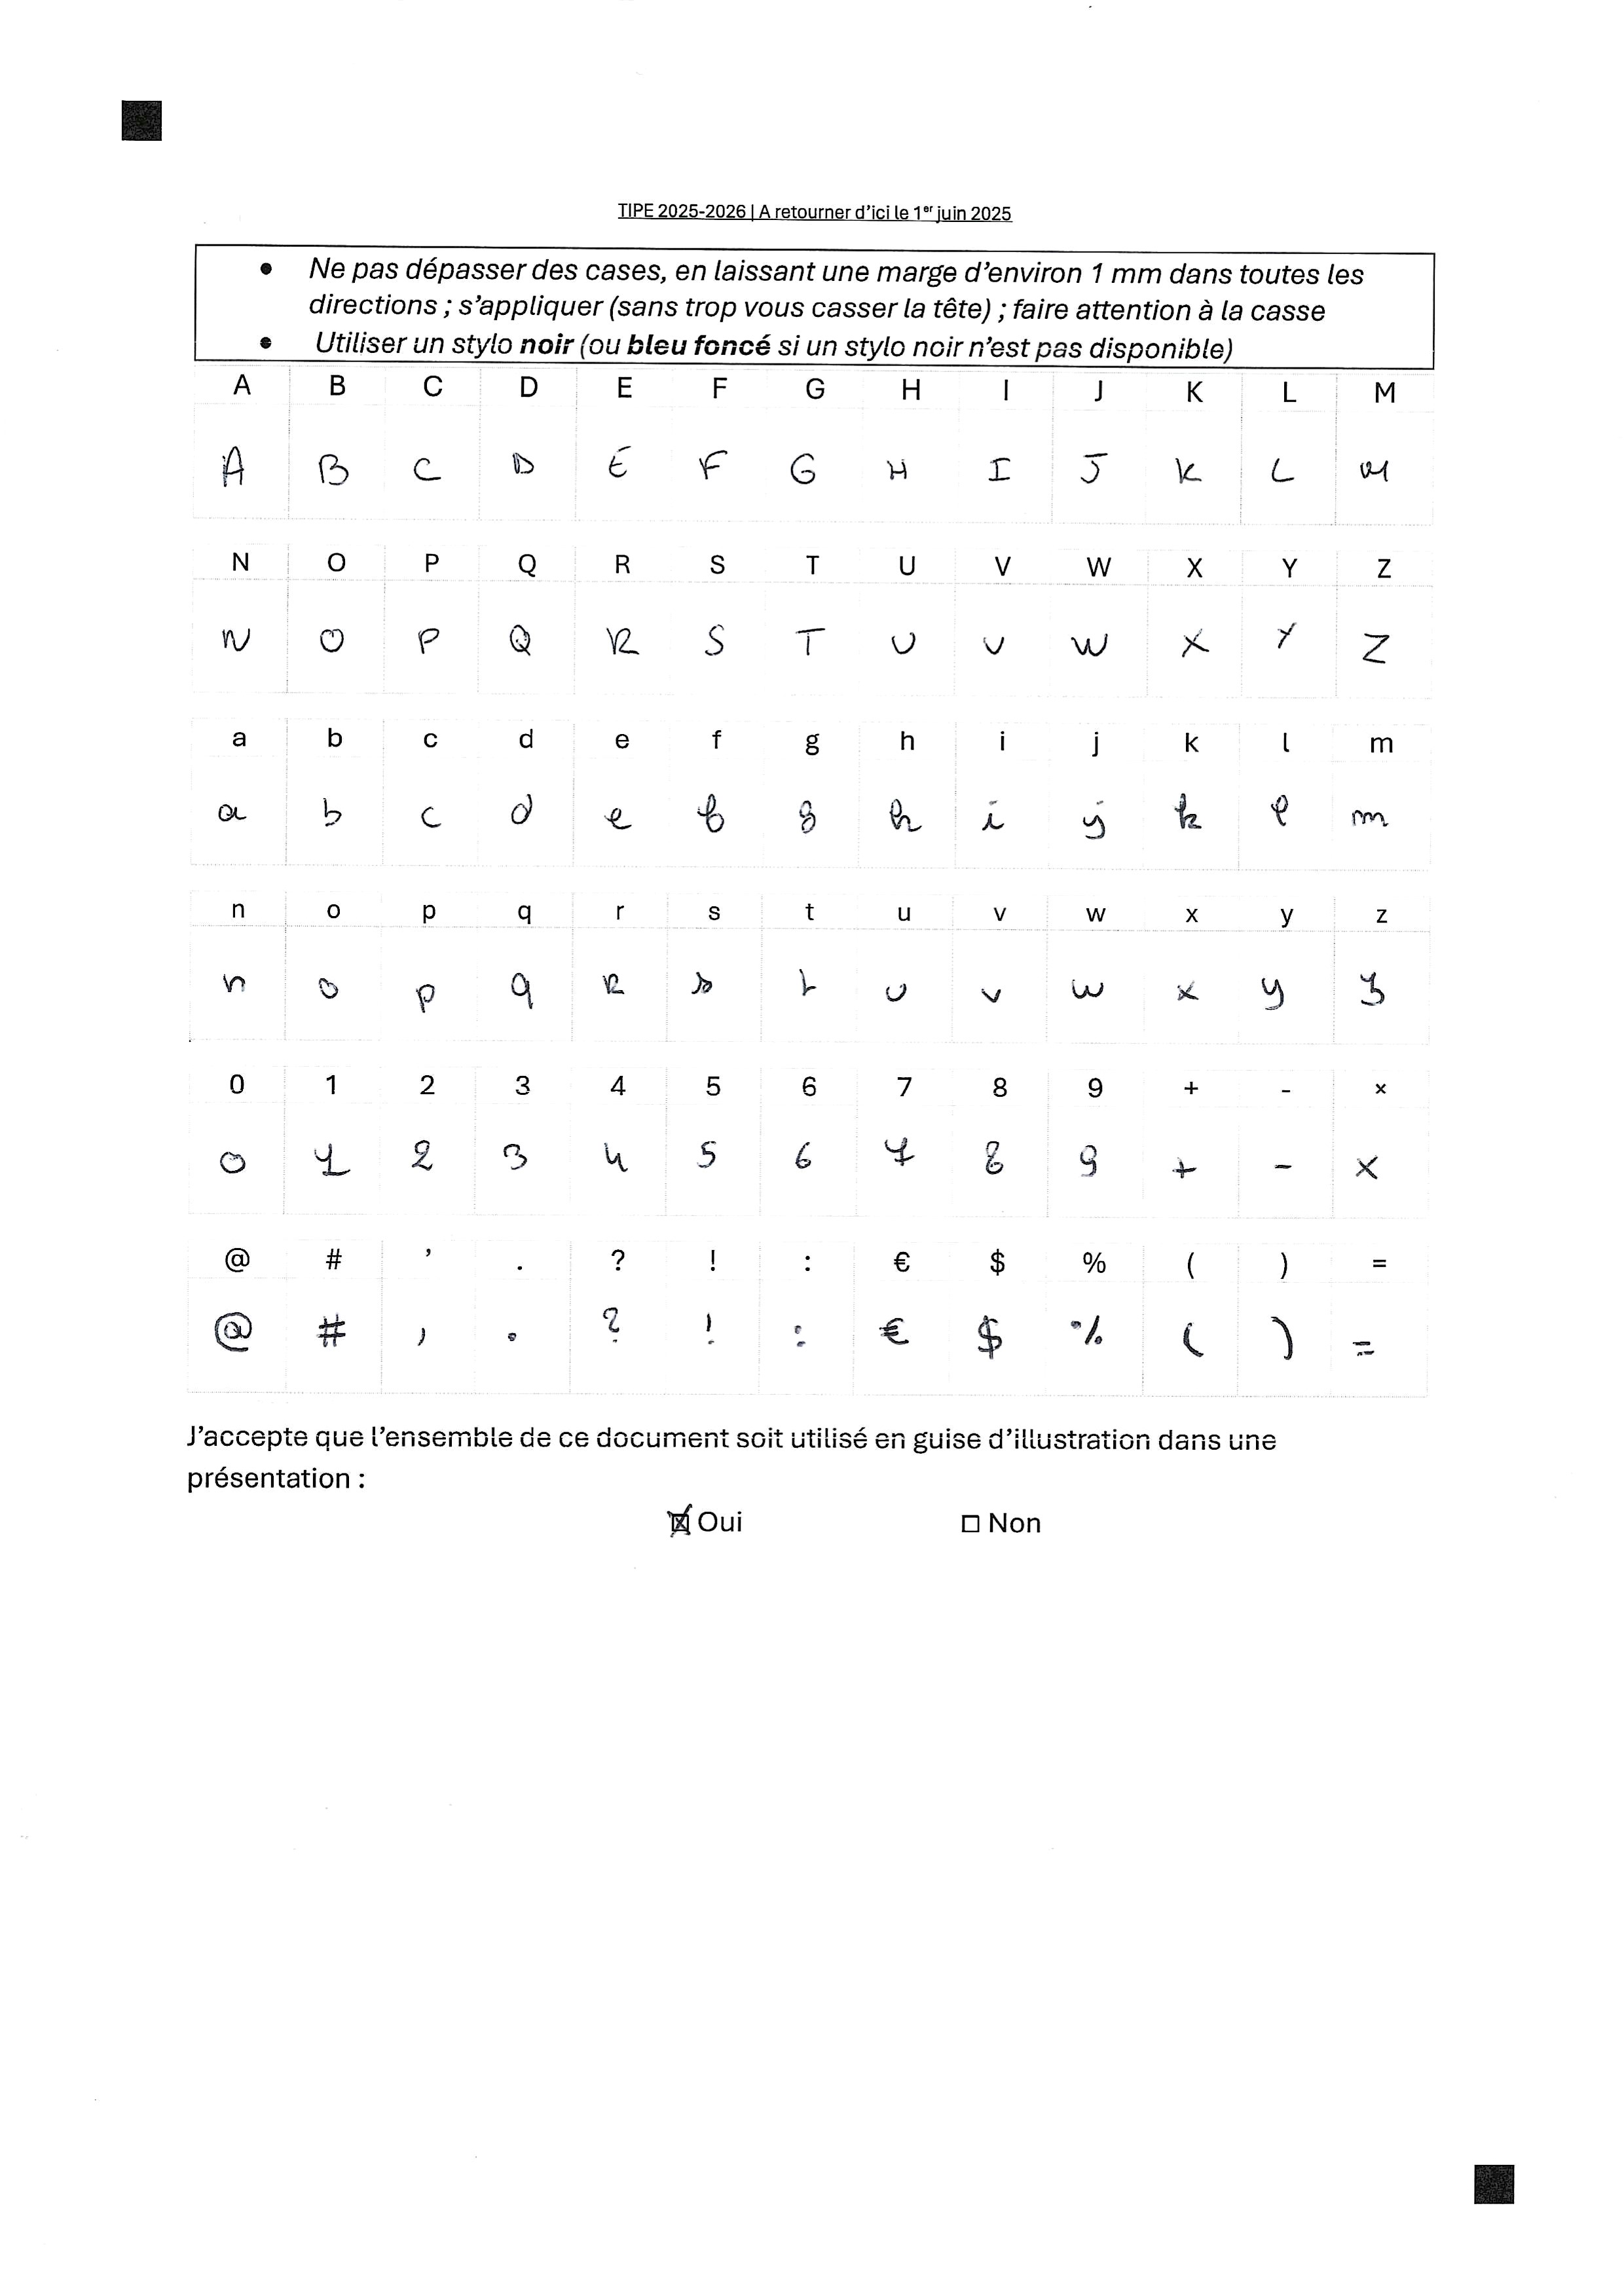 TIPE 2025-2026 | A retourner d'ici le 1er juin 2025
• Ne pas dépasser des cases, en laissant une marge d'environ 1 mm dans toutes les
directions ; s'appliquer (sans trop vous casser la tête) ; faire attention à la casse
• Utiliser un stylo noir (ou bleu foncé si un stylo noir n'est pas disponible)
A B C D E F G H I J K L M
A B C D E F G H I J K L M
N O P Q R S T U V W X Y Z
N O P Q R S T U V W X Y Z
a b c d e f g h i j k l m
a b c d e f g h i j k l m
n o p q r s t u v w x y z
n o p q r s t u v w x y z
0 1 2 3 4 5 6 7 8 9 + - ×
0 1 2 3 4 5 6 7 8 9 + - ×
@ # , . ? ! : € $ % ( ) =
@ # , . ? ! : € $ % ( ) =
J'accepte que l'ensemble de ce document soit utilisé en guise d'illustration dans une
présentation :
☒ Oui ☐ Non